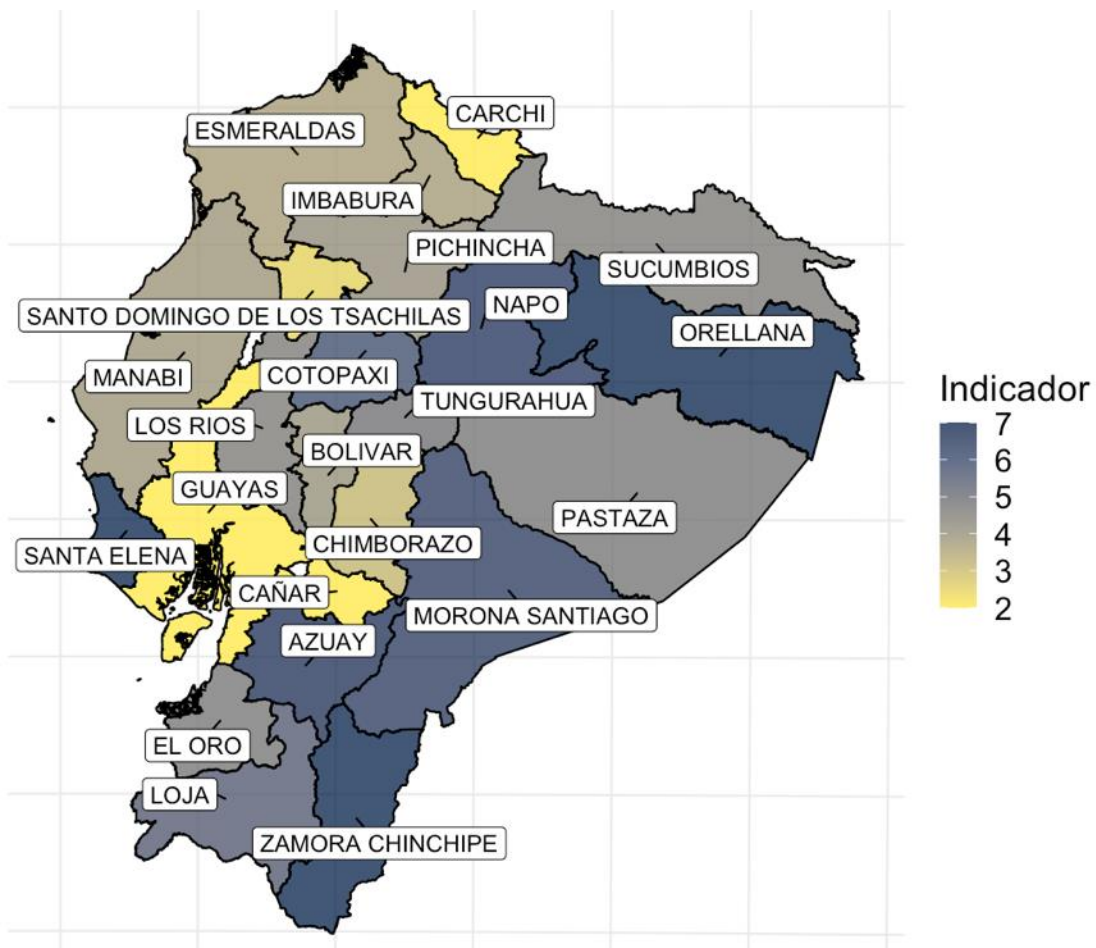 CARCHI
ESMERALDAS
IMBABURA
PICHINCHA
SUCUMBIOS
NAPO
SANTO DOMINGO DE LOS TSACHILAS
ORELLANA
MANABI
COTOPAXI
TUNGURAHUA
LOS RIOS
BOLIVAR
GUAYAS
PASTAZA
SANTA ELENA
CHIMBORAZO
CAÑAR
MORONA SANTIAGO
AZUAY
EL ORO
LOJA
ZAMORA CHINCHIPE
Indicador
7
6
5
4
3
2